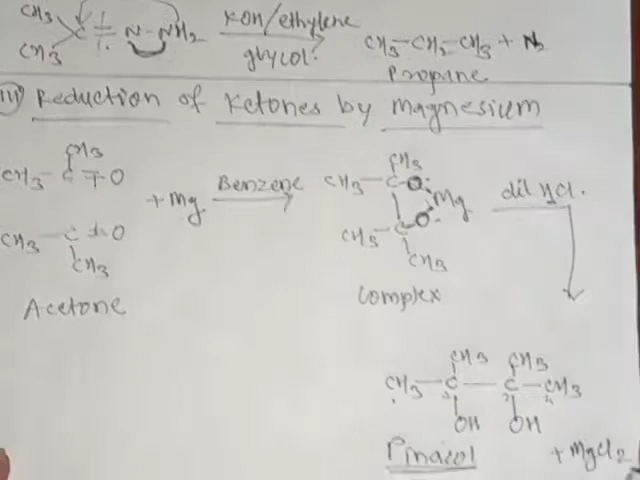 CH3 C N-NH2 KOH/ethylene glycol CH3-CH2-CH3 + N2
CH3
Propane
iv) Reduction of Ketones by Magnesium
CH3 CH3
CH3-C=O + Mg Benzene CH3-C-O Mg dil HCl.
CH3-C=O CH3-C-O
CH3 CH3
Acetone Complex
CH3 CH3
CH3-C-C-CH3
OH OH
Pinacol + MgCl2